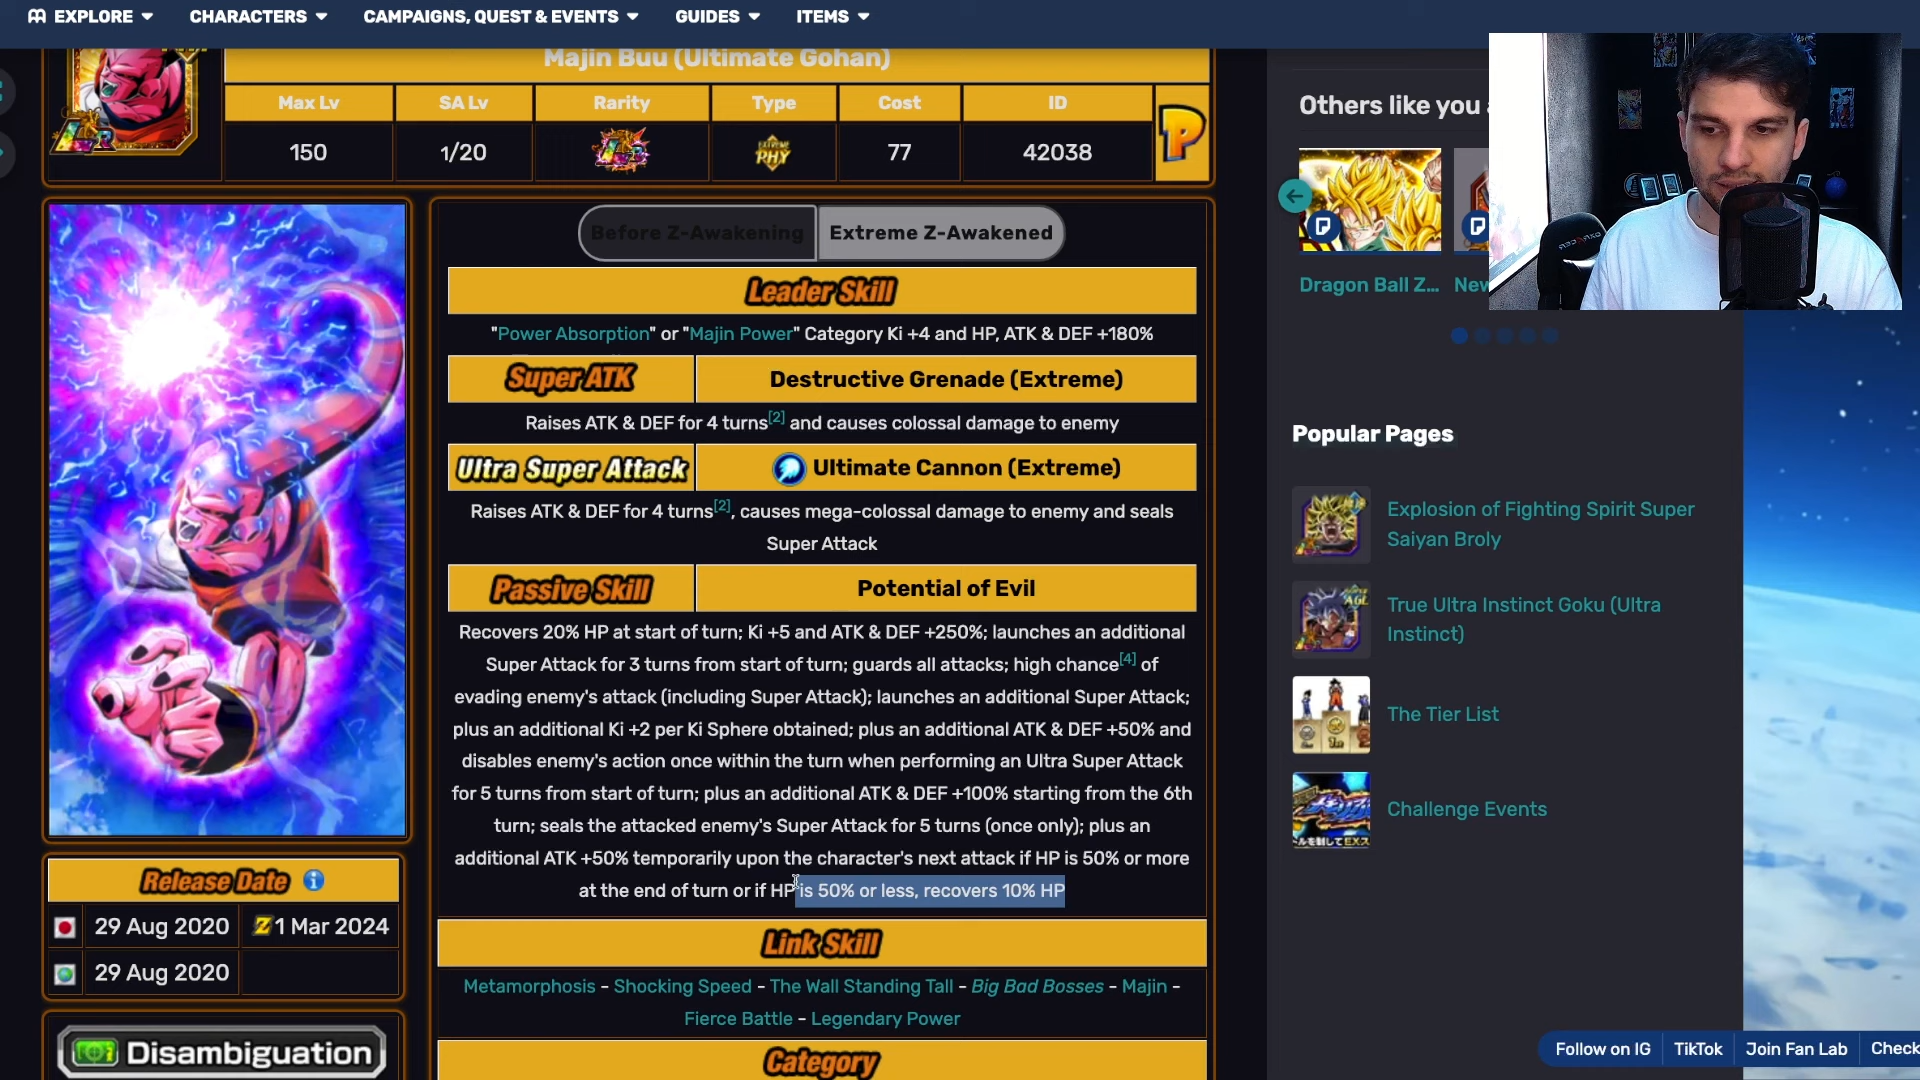 EXPLORE CHARACTERS CAMPAIGNS, QUEST & EVENTS GUIDES ITEMS
Majin Buu (Ultimate Gohan)
Max Lv SA Lv Rarity Type Cost ID
150 1/20 LR EXTREME PHY 77 42038
P
Before Z-Awakening Extreme Z-Awakened
Leader Skill
"Power Absorption" or "Majin Power" Category Ki +4 and HP, ATK & DEF +180%
Super ATK Destructive Grenade (Extreme)
Raises ATK & DEF for 4 turns[2] and causes colossal damage to enemy
Ultra Super Attack Ultimate Cannon (Extreme)
Raises ATK & DEF for 4 turns[2], causes mega-colossal damage to enemy and seals
Super Attack
Passive Skill Potential of Evil
Recovers 20% HP at start of turn; Ki +5 and ATK & DEF +250%; launches an additional
Super Attack for 3 turns from start of turn; guards all attacks; high chance[4] of
evading enemy's attack (including Super Attack); launches an additional Super Attack;
plus an additional Ki +2 per Ki Sphere obtained; plus an additional ATK & DEF +50% and
disables enemy's action once within the turn when performing an Ultra Super Attack
for 5 turns from start of turn; plus an additional ATK & DEF +100% starting from the 6th
turn; seals the attacked enemy's Super Attack for 5 turns (once only); plus an
additional ATK +50% temporarily upon the character's next attack if HP is 50% or more
at the end of turn or if HP is 50% or less, recovers 10% HP
Link Skill
Metamorphosis - Shocking Speed - The Wall Standing Tall - Big Bad Bosses - Majin -
Fierce Battle - Legendary Power
Category
Release Date
29 Aug 2020 Z 1 Mar 2024
29 Aug 2020
Disambiguation
Others like you
Dragon Ball Z... New
Popular Pages
Explosion of Fighting Spirit Super
Saiyan Broly
True Ultra Instinct Goku (Ultra
Instinct)
The Tier List
Challenge Events
Follow on IG TikTok Join Fan Lab Check